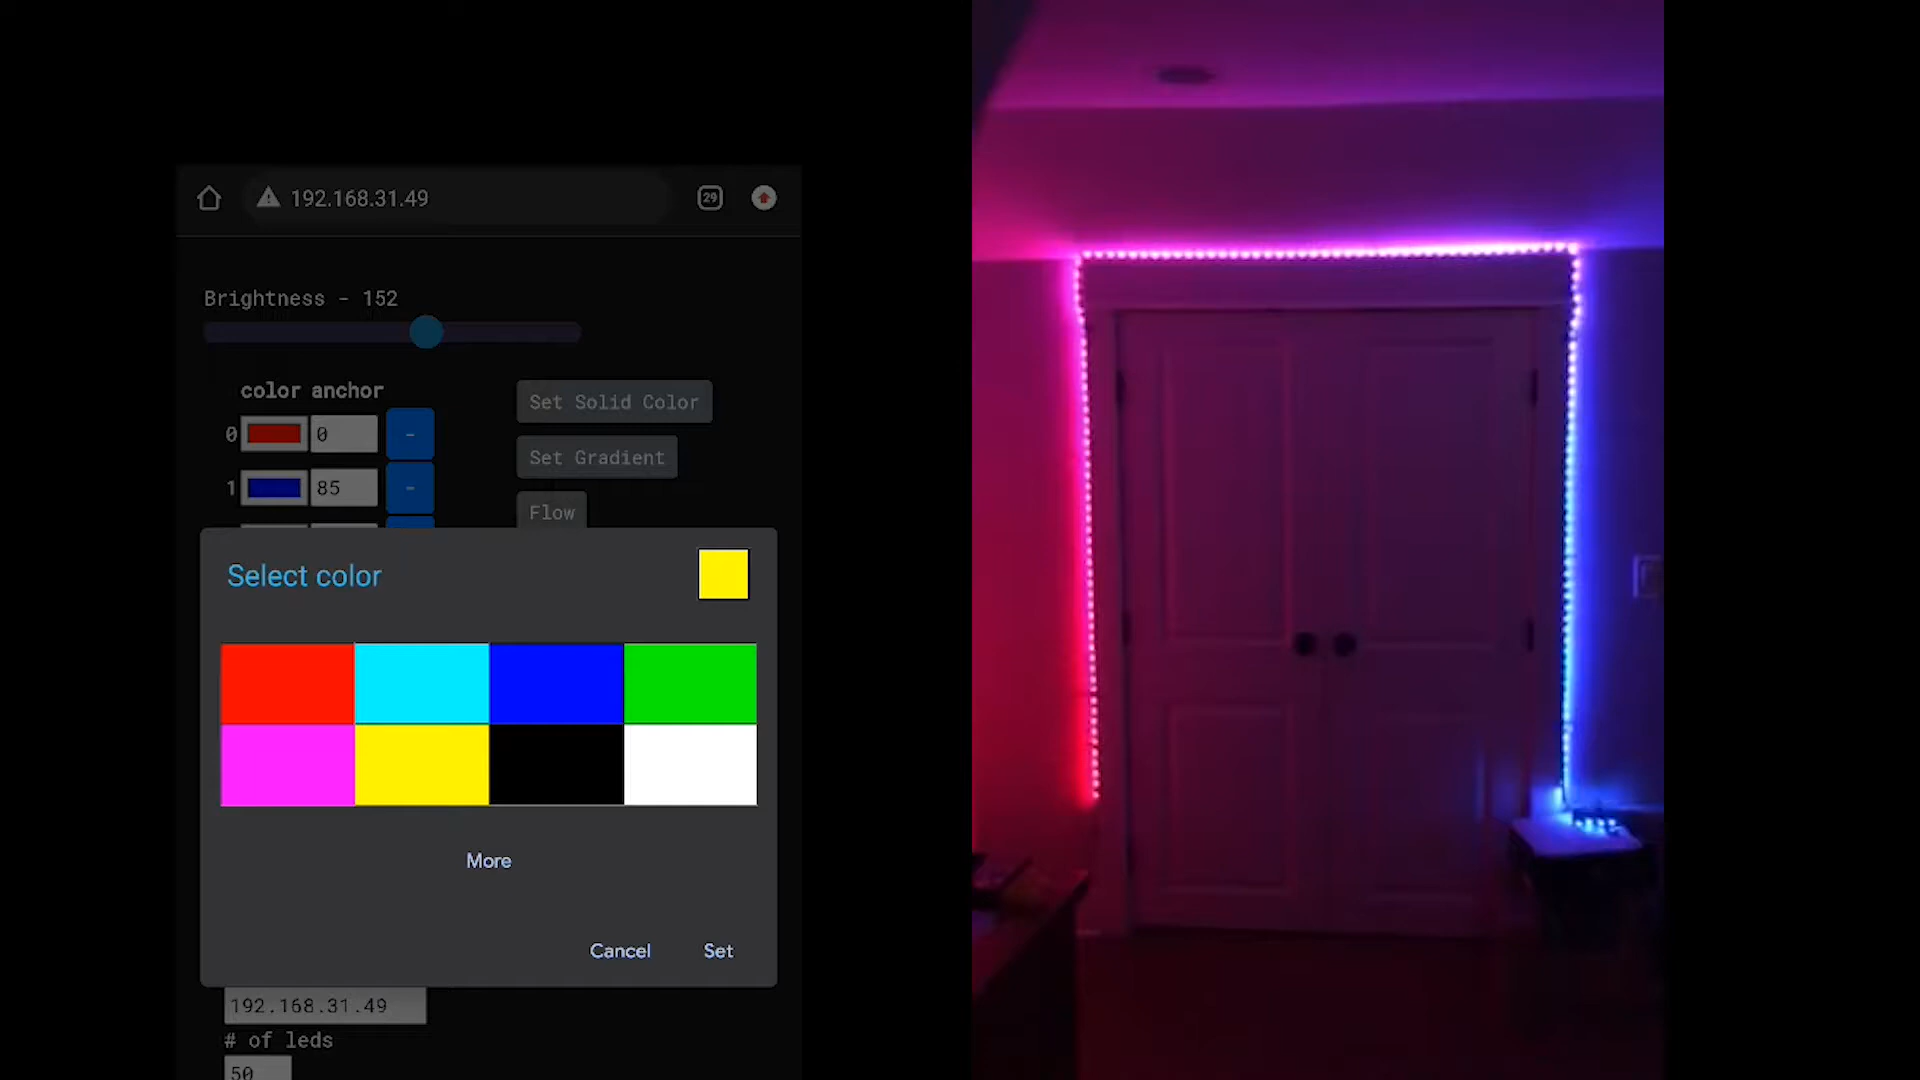 192.168.31.49
29
Brightness - 152
color anchor
0 0 -
1 85 -
Set Solid Color
Set Gradient
Flow
Select color
More
Cancel Set
192.168.31.49
# of leds
50